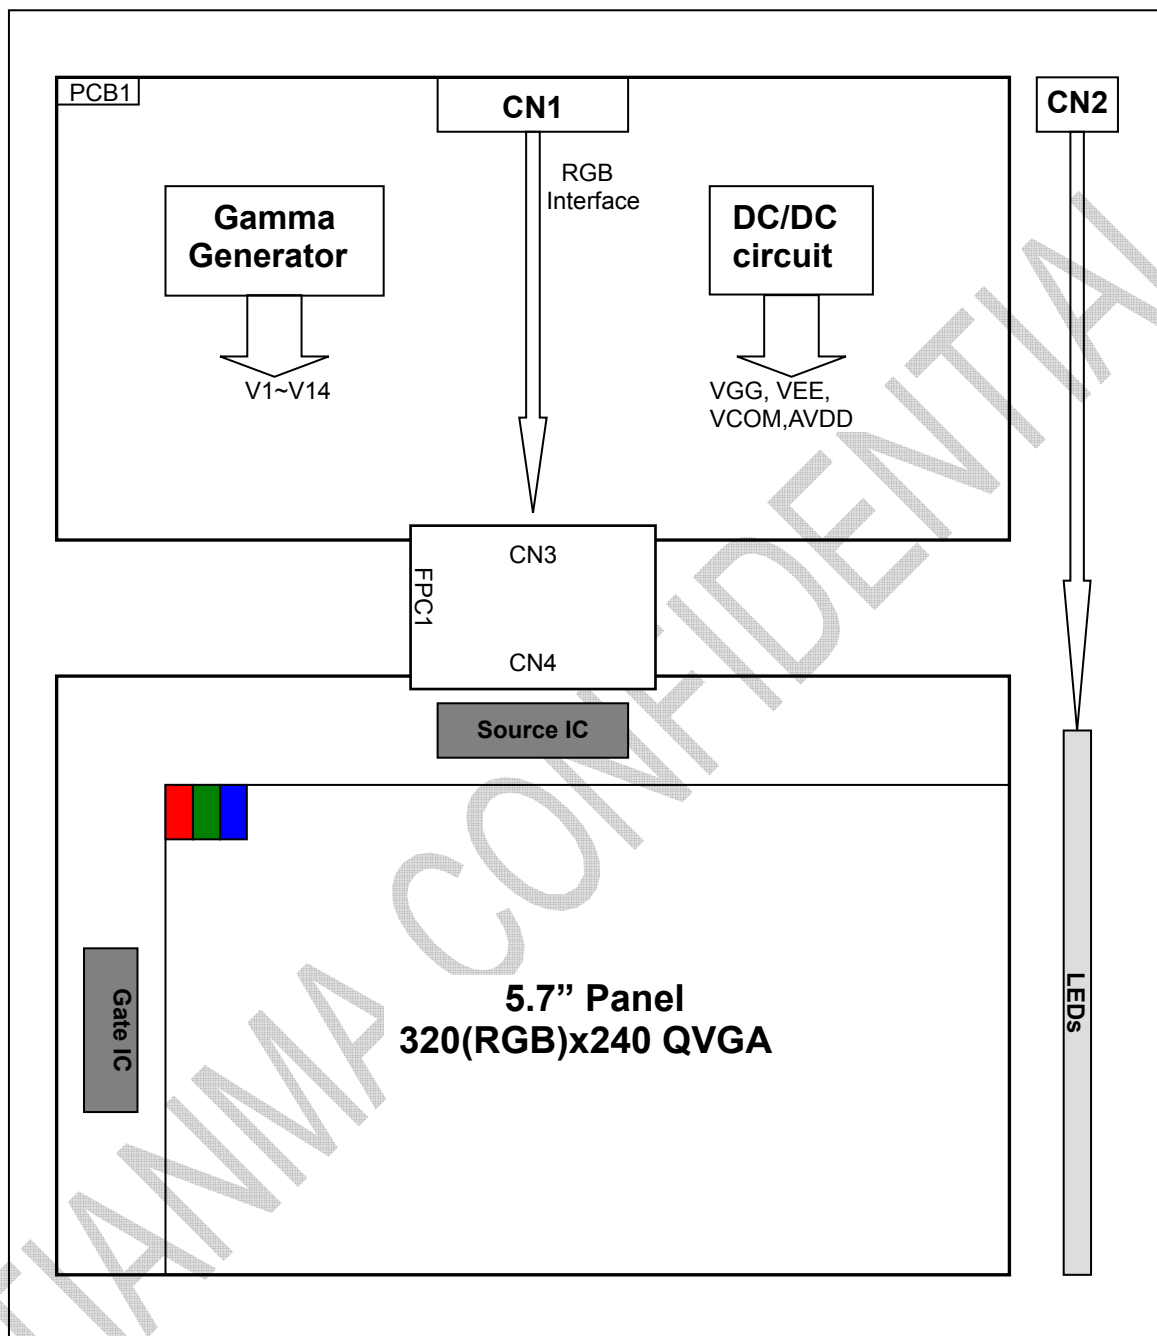 PCB1
CN1
CN2
RGB
Interface
Gamma
Generator
DC/DC
circuit
V1~V14
VGG, VEE,
VCOM,AVDD
CN3
FPC1
CN4
Source IC
Gate IC
5.7” Panel
320(RGB)x240 QVGA
LEDs
TIANMA CONFIDENTIAL